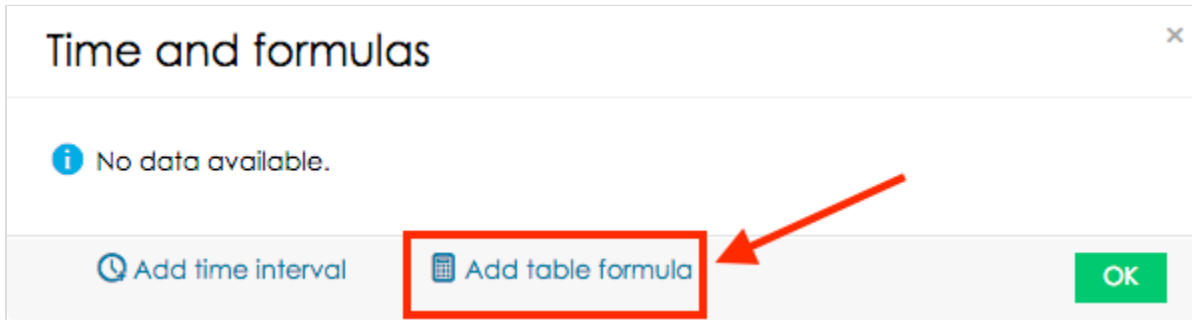 Time and formulas
No data available.
Add time interval
Add table formula
OK